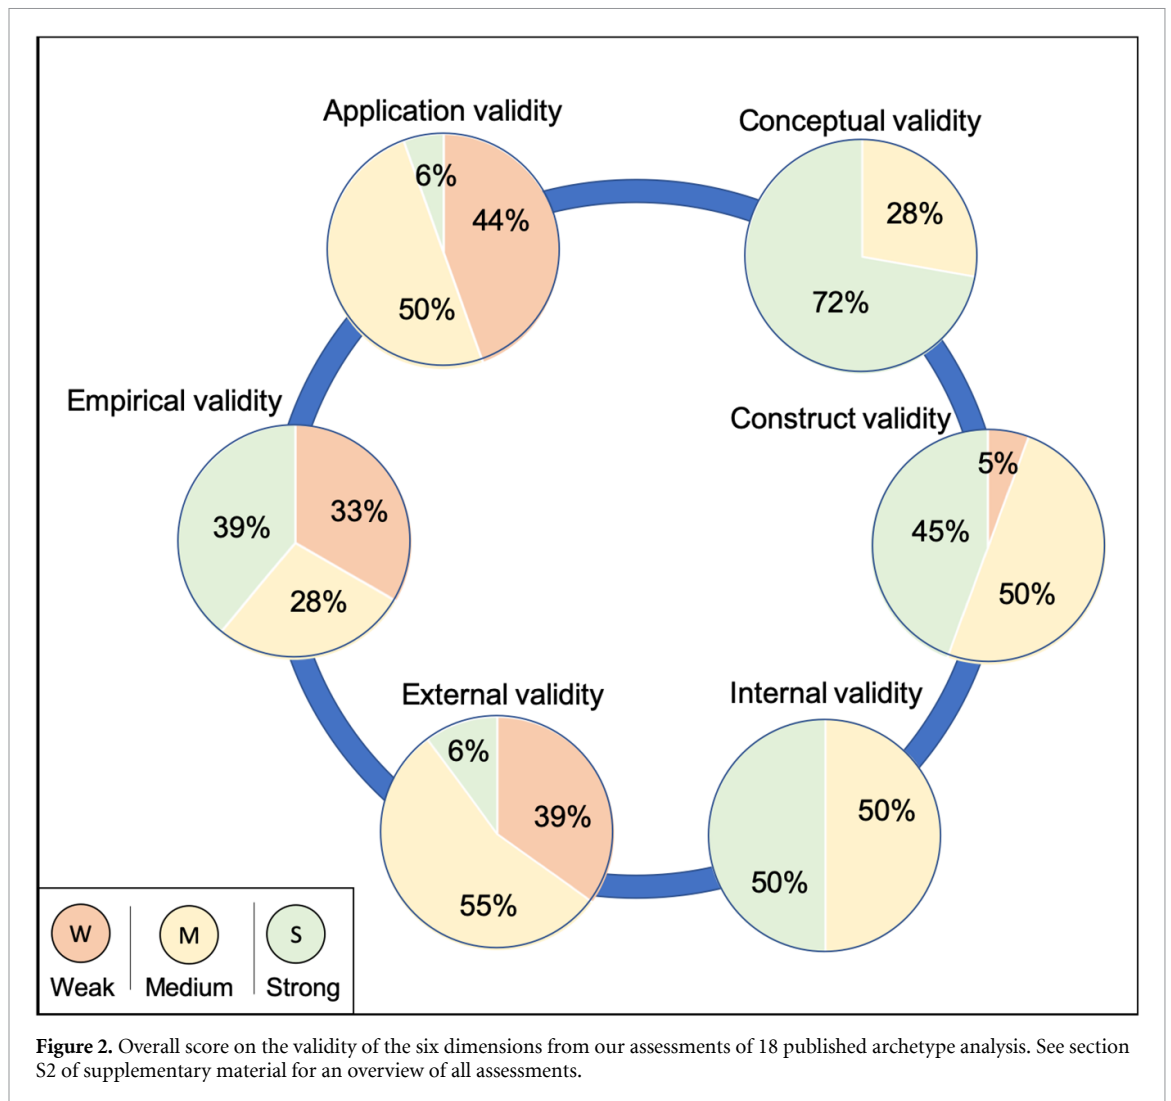 Application validity
6%
44%
50%
Conceptual validity
28%
72%
Empirical validity
39%
33%
28%
Construct validity
5%
45%
50%
External validity
6%
39%
55%
Internal validity
50%
50%
W
M
S
Weak
Medium
Strong
Figure 2. Overall score on the validity of the six dimensions from our assessments of 18 published archetype analysis. See section
S2 of supplementary material for an overview of all assessments.